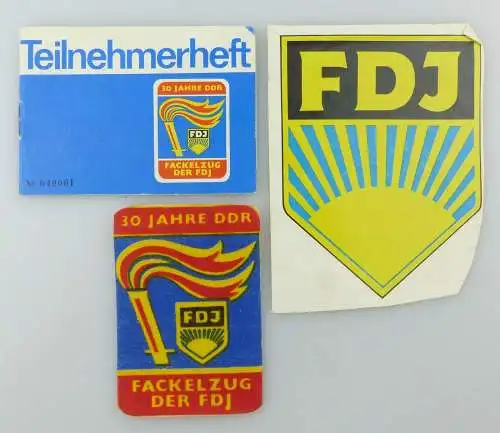 Teilnehmerheft
30 JAHRE DDR
FDJ
FACKELZUG
DER FDJ
FDJ
30 JAHRE DDR
FDJ
FACKELZUG
DER FDJ